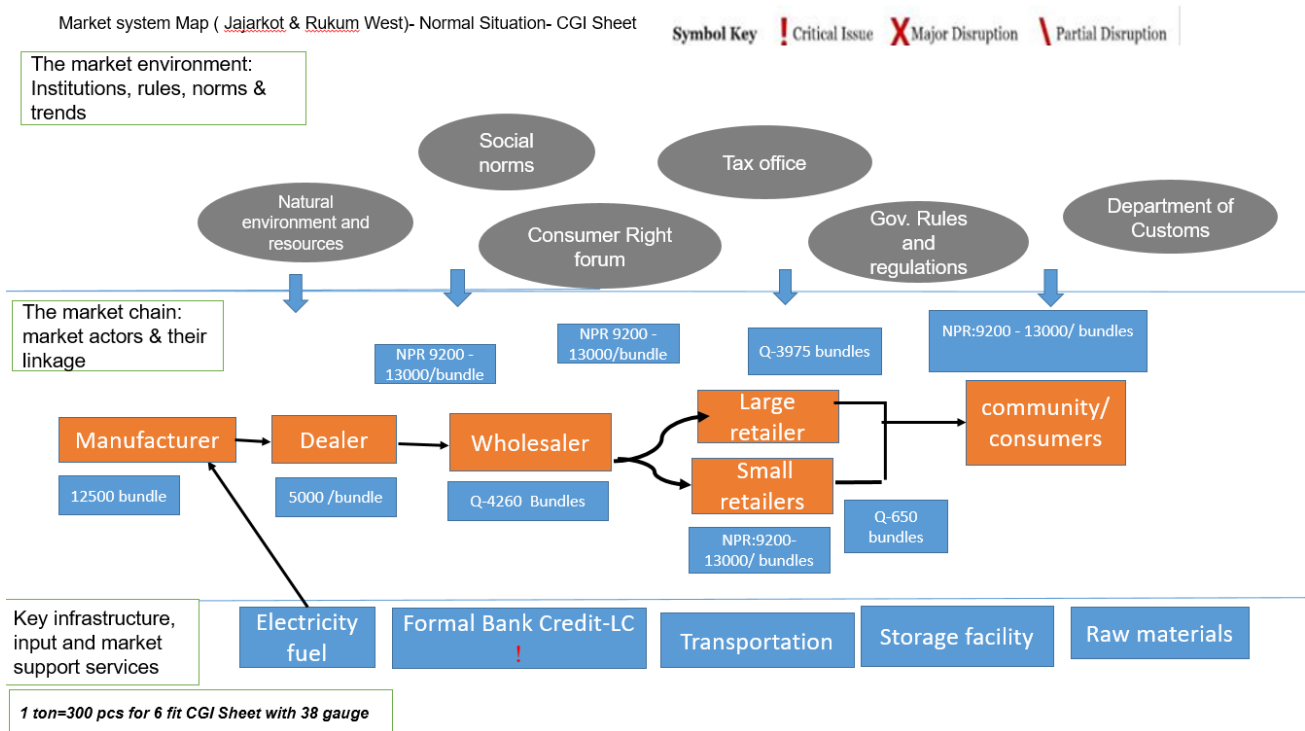 Market system Map ( Jajarkot & Rukum West)- Normal Situation- CGI Sheet
Symbol Key ! Critical Issue X Major Disruption \ Partial Disruption
The market environment:
Institutions, rules, norms &
trends
Social
norms
Tax office
Natural
environment and
resources
Consumer Right
forum
Gov. Rules
and
regulations
Department of
Customs
The market chain:
market actors & their
linkage
NPR 9200 -
13000/bundle
NPR 9200 -
13000/bundle
Q-3975 bundles
NPR:9200 - 13000/ bundles
Manufacturer
Dealer
Wholesaler
Large
retailer
Small
retailers
community/
consumers
12500 bundle
5000 /bundle
Q-4260 Bundles
NPR:9200-
13000/ bundles
Q-650
bundles
Key infrastructure,
input and market
support services
Electricity
fuel
Formal Bank Credit-LC
!
Transportation
Storage facility
Raw materials
1 ton=300 pcs for 6 fit CGI Sheet with 38 gauge